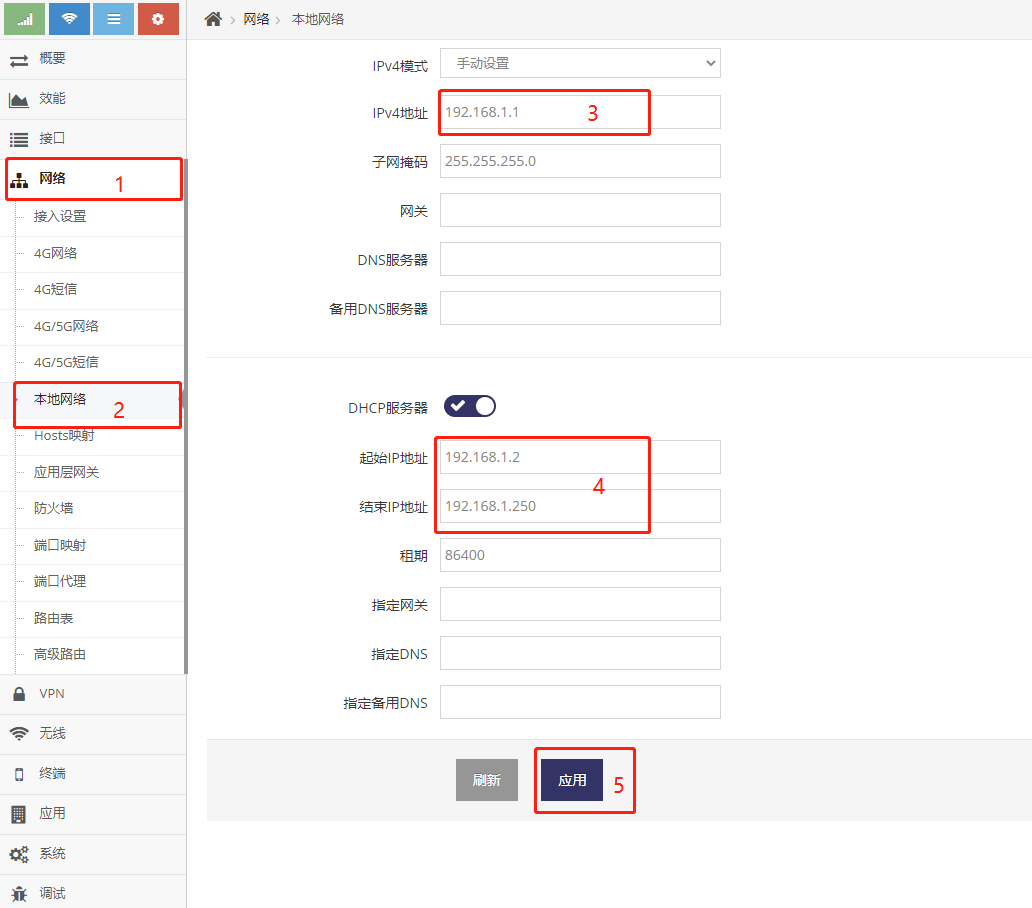 网络
本地网络
概要
效能
接口
网络
1
接入设置
4G网络
4G短信
4G/5G网络
4G/5G短信
本地网络
2
Hosts映射
应用层网关
防火墙
端口映射
端口代理
路由表
高级路由
VPN
无线
终端
应用
系统
调试
IPv4模式 手动设置
IPv4地址 192.168.1.1 3
子网掩码 255.255.255.0
网关
DNS服务器
备用DNS服务器
DHCP服务器
起始IP地址 192.168.1.2
4
结束IP地址 192.168.1.250
租期 86400
指定网关
指定DNS
指定备用DNS
刷新 应用 5